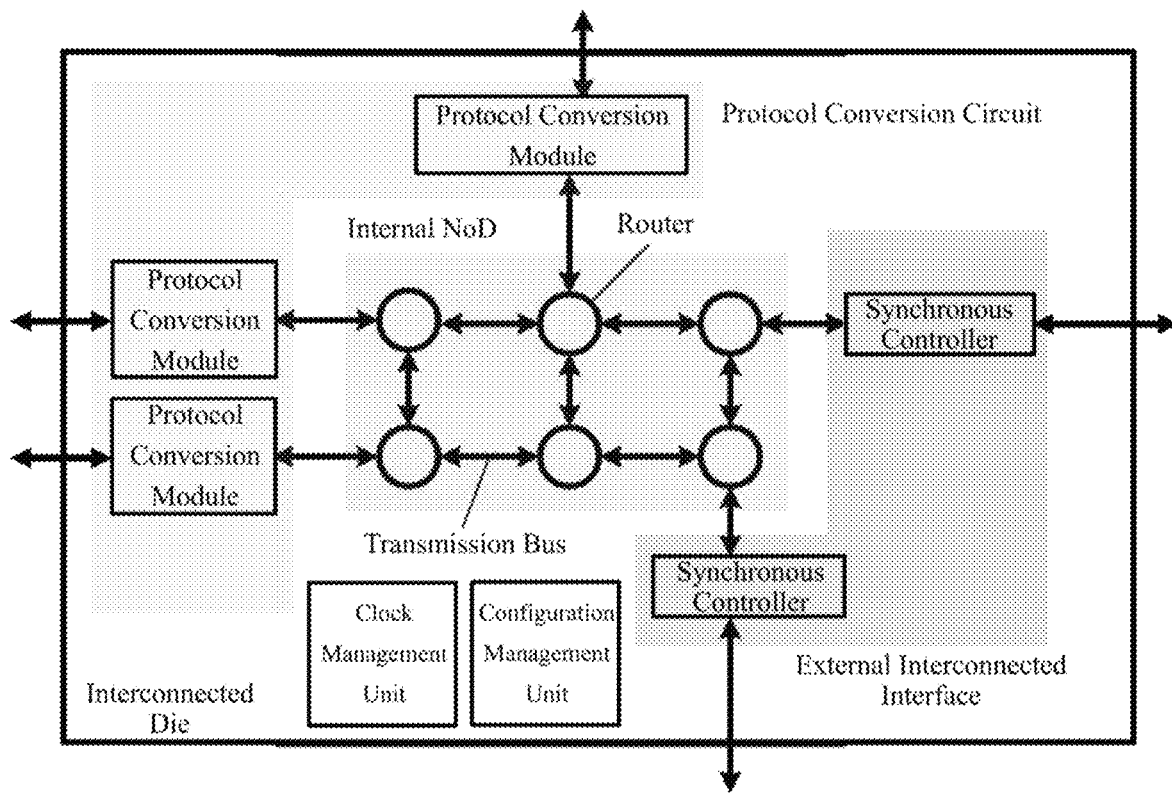 Protocol Conversion
Module
Protocol Conversion Circuit
Internal NoD
Router
Protocol
Conversion
Module
Synchronous
Controller
Protocol
Conversion
Module
Transmission Bus
Synchronous
Controller
Clock
Management
Unit
Configuration
Management
Unit
External Interconnected
Interface
Interconnected
Die